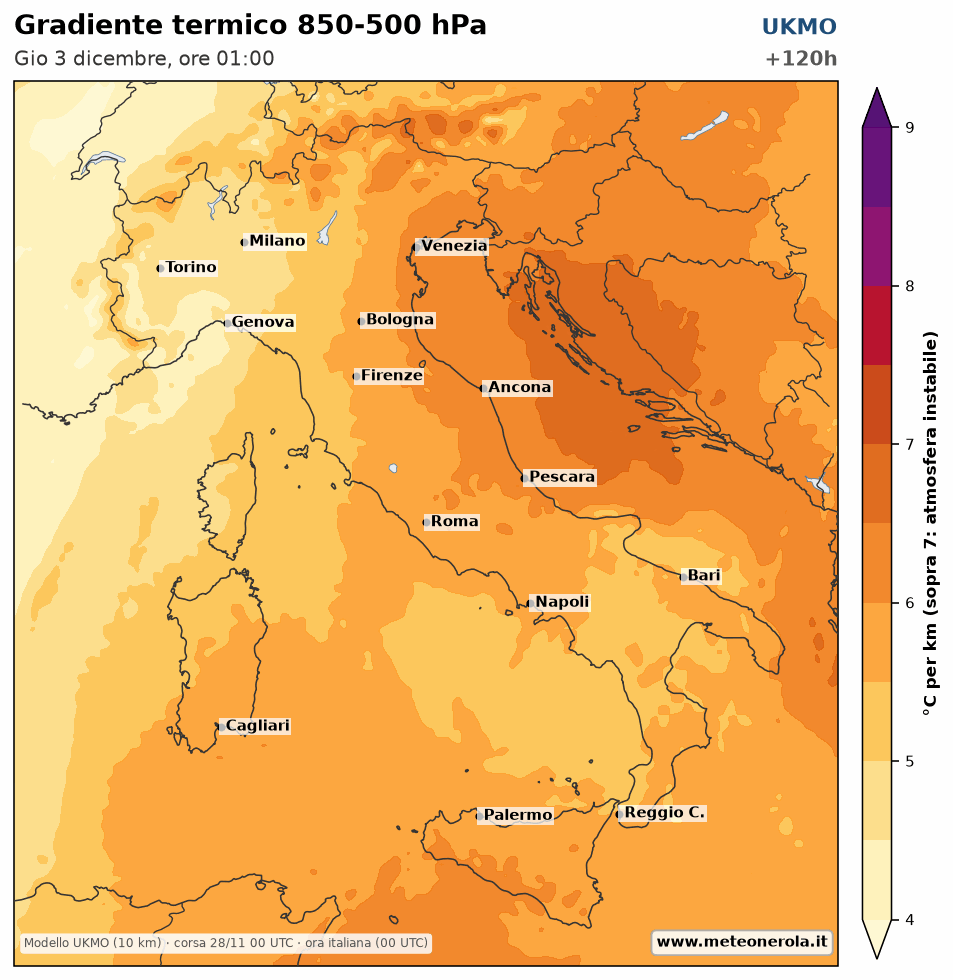 Gradiente termico 850-500 hPa
UKMO
Gio 3 dicembre, ore 01:00
+120h
Milano
Venezia
Torino
Genova
Bologna
Firenze
Ancona
Pescara
Roma
Bari
Napoli
Cagliari
Palermo
Reggio C.
9
8
7
6
5
4
°C per km (sopra 7: atmosfera instabile)
Modello UKMO (10 km) · corsa 28/11 00 UTC · ora italiana (00 UTC)
www.meteonerola.it